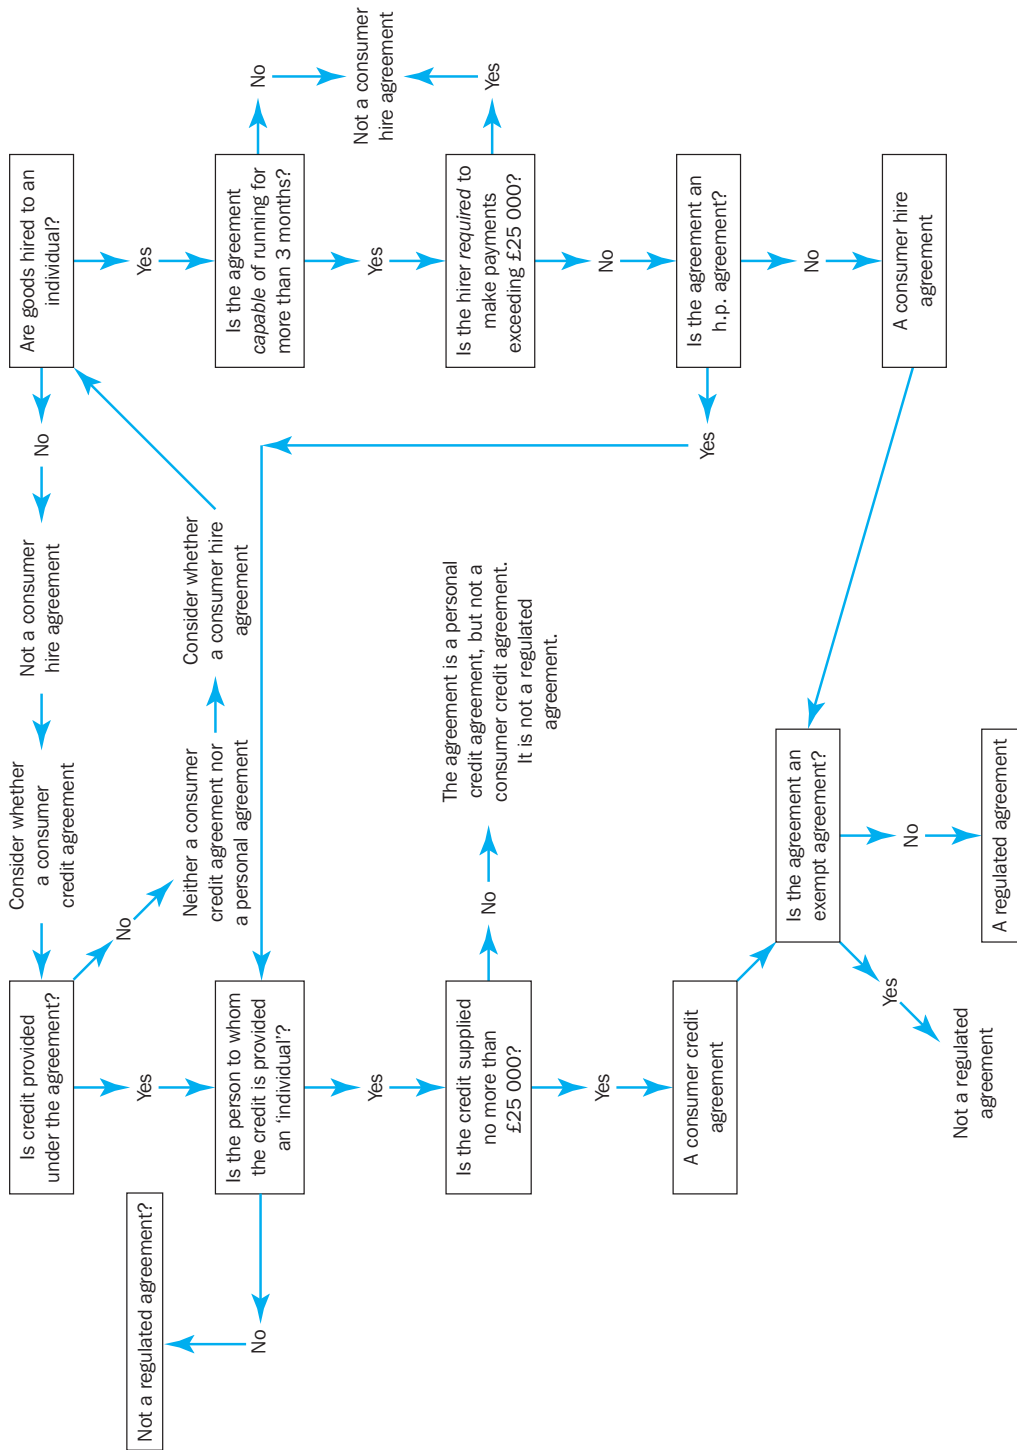 Not a regulated agreement?
No
Is credit provided
under the agreement?
No
Yes
Is the person to whom
the credit is provided
an ‘individual’?
Yes
Is the credit supplied
no more than
£25 000?
Yes
A consumer credit
agreement
Consider whether
a consumer
credit agreement
Neither a consumer
credit agreement nor
a personal agreement
No
The agreement is a personal
credit agreement, but not a
consumer credit agreement.
It is not a regulated
agreement.
Not a consumer
hire agreement
No
Consider whether
a consumer hire
agreement
Are goods hired to an
individual?
Yes
Is the agreement
capable of running for
more than 3 months?
No
Not a consumer
hire agreement
Yes
Yes
Is the hirer required to
make payments
exceeding £25 000?
No
Is the agreement an
h.p. agreement?
Yes
No
A consumer hire
agreement
Is the agreement an
exempt agreement?
Yes
Not a regulated
agreement
No
A regulated agreement